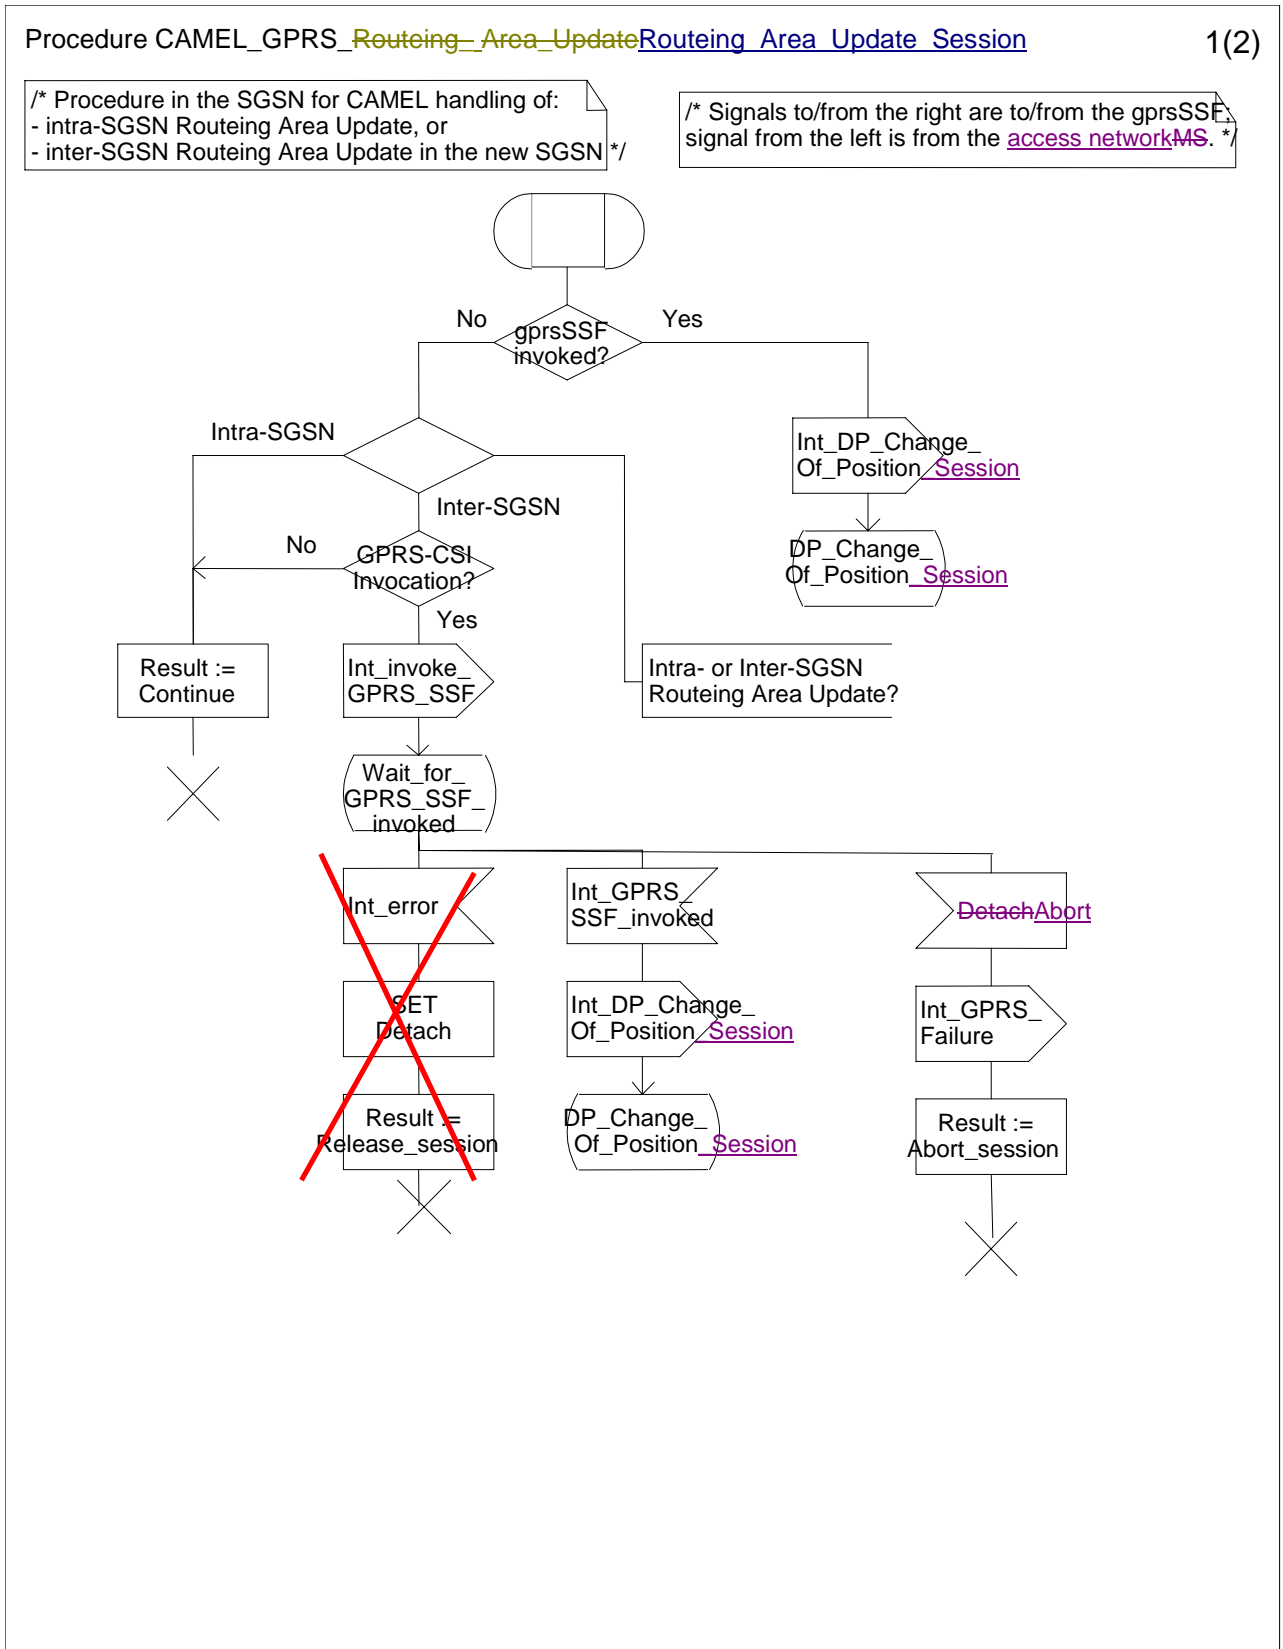 Procedure CAMEL_GPRS_Routeing_ Area_UpdateRouteing_Area_Update_Session 1(2)
/* Procedure in the SGSN for CAMEL handling of:
- intra-SGSN Routeing Area Update, or
- inter-SGSN Routeing Area Update in the new SGSN */
/* Signals to/from the right are to/from the gprsSSF;
signal from the left is from the access networkMS. */
No
gprsSSF
invoked?
Yes
Intra-SGSN
Int_DP_Change_
Of_Position_Session
Inter-SGSN
No
GPRS-CSI
Invocation?
DP_Change_
Of_Position_Session
Yes
Result :=
Continue
Int_invoke_
GPRS_SSF
Intra- or Inter-SGSN
Routeing Area Update?
Wait_for_
GPRS_SSF_
invoked
Int_error
Int_GPRS_
SSF_invoked
DetachAbort
SET
Detach
Int_DP_Change_
Of_Position_Session
Int_GPRS_
Failure
Result :=
Release_session
DP_Change_
Of_Position_Session
Result :=
Abort_session